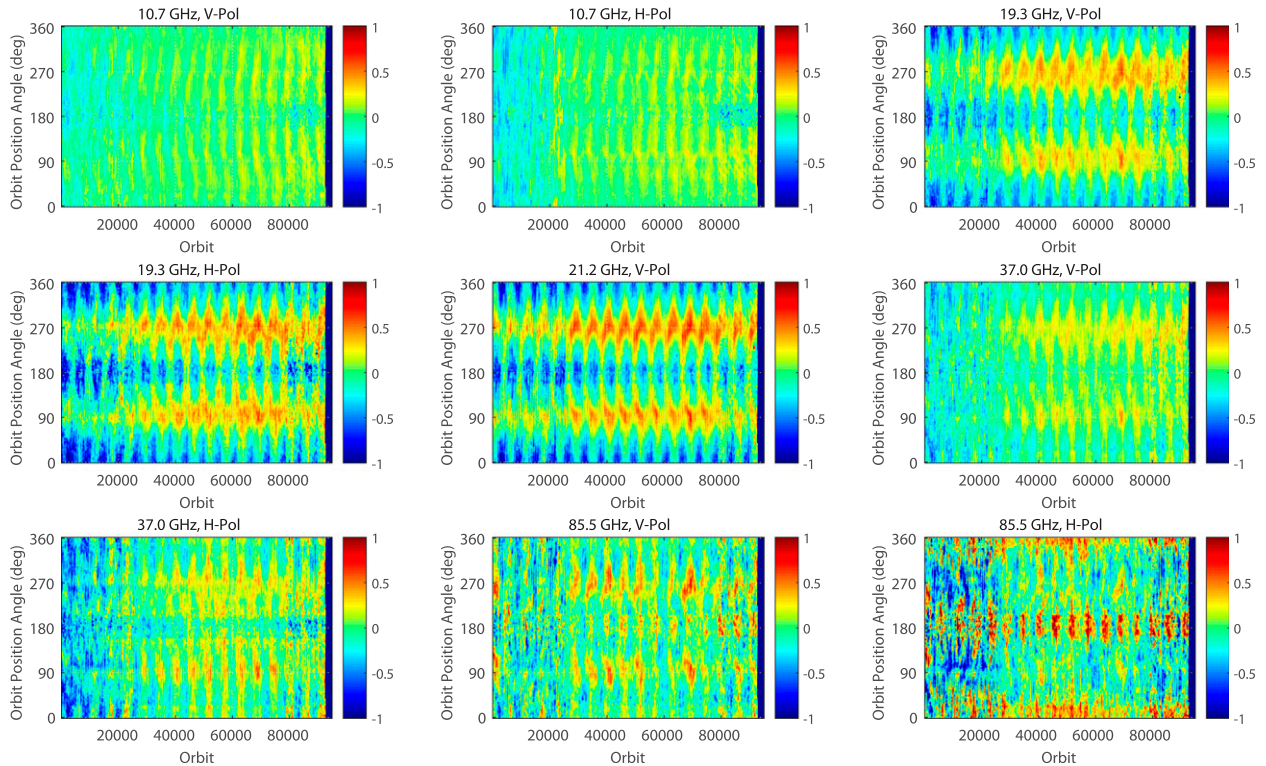 10.7 GHz, V-Pol
Orbit Position Angle (deg)
360
270
180
90
0
20000 40000 60000 80000
Orbit
1
0.5
0
-0.5
-1
10.7 GHz, H-Pol
Orbit Position Angle (deg)
360
270
180
90
0
20000 40000 60000 80000
Orbit
1
0.5
0
-0.5
-1
19.3 GHz, V-Pol
Orbit Position Angle (deg)
360
270
180
90
0
20000 40000 60000 80000
Orbit
1
0.5
0
-0.5
-1
19.3 GHz, H-Pol
Orbit Position Angle (deg)
360
270
180
90
0
20000 40000 60000 80000
Orbit
1
0.5
0
-0.5
-1
21.2 GHz, V-Pol
Orbit Position Angle (deg)
360
270
180
90
0
20000 40000 60000 80000
Orbit
1
0.5
0
-0.5
-1
37.0 GHz, V-Pol
Orbit Position Angle (deg)
360
270
180
90
0
20000 40000 60000 80000
Orbit
1
0.5
0
-0.5
-1
37.0 GHz, H-Pol
Orbit Position Angle (deg)
360
270
180
90
0
20000 40000 60000 80000
Orbit
1
0.5
0
-0.5
-1
85.5 GHz, V-Pol
Orbit Position Angle (deg)
360
270
180
90
0
20000 40000 60000 80000
Orbit
1
0.5
0
-0.5
-1
85.5 GHz, H-Pol
Orbit Position Angle (deg)
360
270
180
90
0
20000 40000 60000 80000
Orbit
1
0.5
0
-0.5
-1